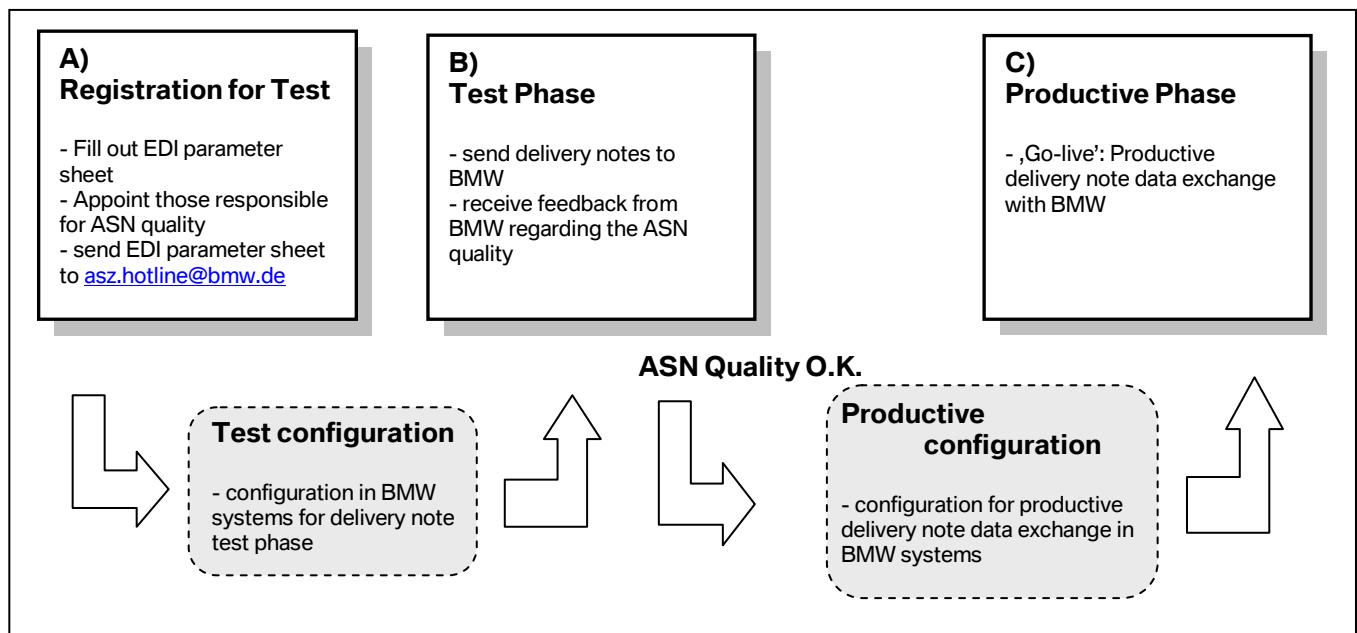 A)
Registration for Test
- Fill out EDI parameter
sheet
- Appoint those responsible
for ASN quality
- send EDI parameter sheet
to asz.hotline@bmw.de
B)
Test Phase
- send delivery notes to
BMW
- receive feedback from
BMW regarding the ASN
quality
C)
Productive Phase
- ‚Go-live’: Productive
delivery note data exchange
with BMW
ASN Quality O.K.
Test configuration
- configuration in BMW
systems for delivery note
test phase
Productive
configuration
- configuration for productive
delivery note data exchange in
BMW systems